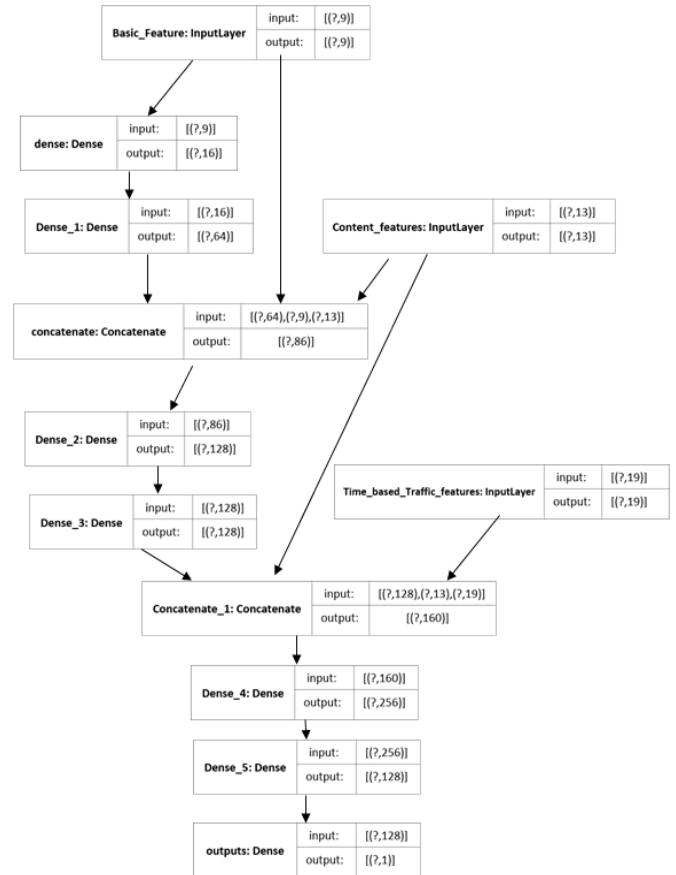 Basic_Feature: InputLayer
input: [(?,9)]
output: [(?,9)]
dense: Dense
input: [(?,9)]
output: [(?,16)]
Dense_1: Dense
input: [(?,16)]
output: [(?,64)]
Content_features: InputLayer
input: [(?,13)]
output: [(?,13)]
concatenate: Concatenate
input: [(?,64),(?,9),(?,13)]
output: [(?,86)]
Dense_2: Dense
input: [(?,86)]
output: [(?,128)]
Time_based_Traffic_features: InputLayer
input: [(?,19)]
output: [(?,19)]
Dense_3: Dense
input: [(?,128)]
output: [(?,128)]
Concatenate_1: Concatenate
input: [(?,128),(?,13),(?,19)]
output: [(?,160)]
Dense_4: Dense
input: [(?,160)]
output: [(?,256)]
Dense_5: Dense
input: [(?,256)]
output: [(?,128)]
outputs: Dense
input: [(?,128)]
output: [(?,1)]